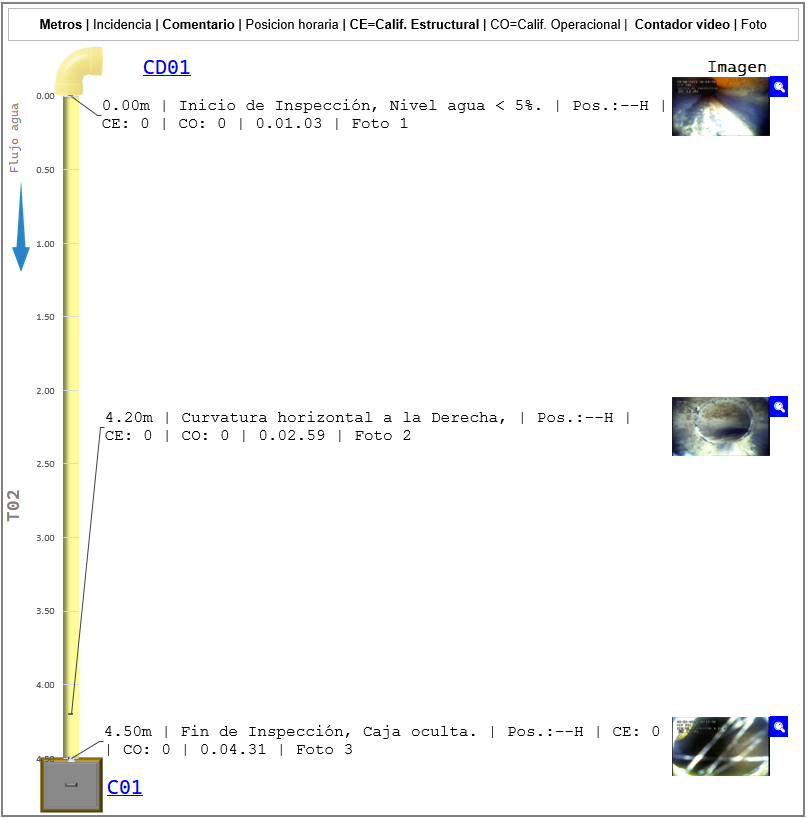 Metros | Incidencia | Comentario | Posicion horaria | CE=Calif. Estructural | CO=Calif. Operacional | Contador video | Foto
CD01
Imagen
0.00
0.00m | Inicio de Inspección, Nivel agua < 5%. | Pos.:--H |
CE: 0 | CO: 0 | 0.01.03 | Foto 1
Flujo agua
0.50
1.00
1.50
2.00
4.20m | Curvatura horizontal a la Derecha, | Pos.:--H |
CE: 0 | CO: 0 | 0.02.59 | Foto 2
2.50
T02
3.00
3.50
4.00
4.50m | Fin de Inspección, Caja oculta. | Pos.:--H | CE: 0
| CO: 0 | 0.04.31 | Foto 3
4.50
C01